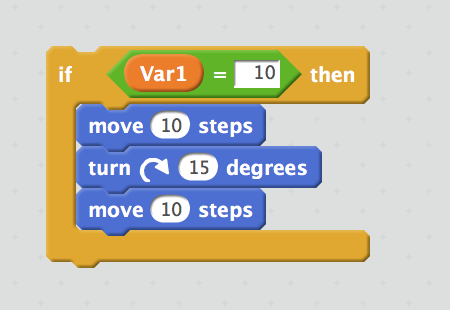 if Var1 = 10 then
move 10 steps
turn 15 degrees
move 10 steps